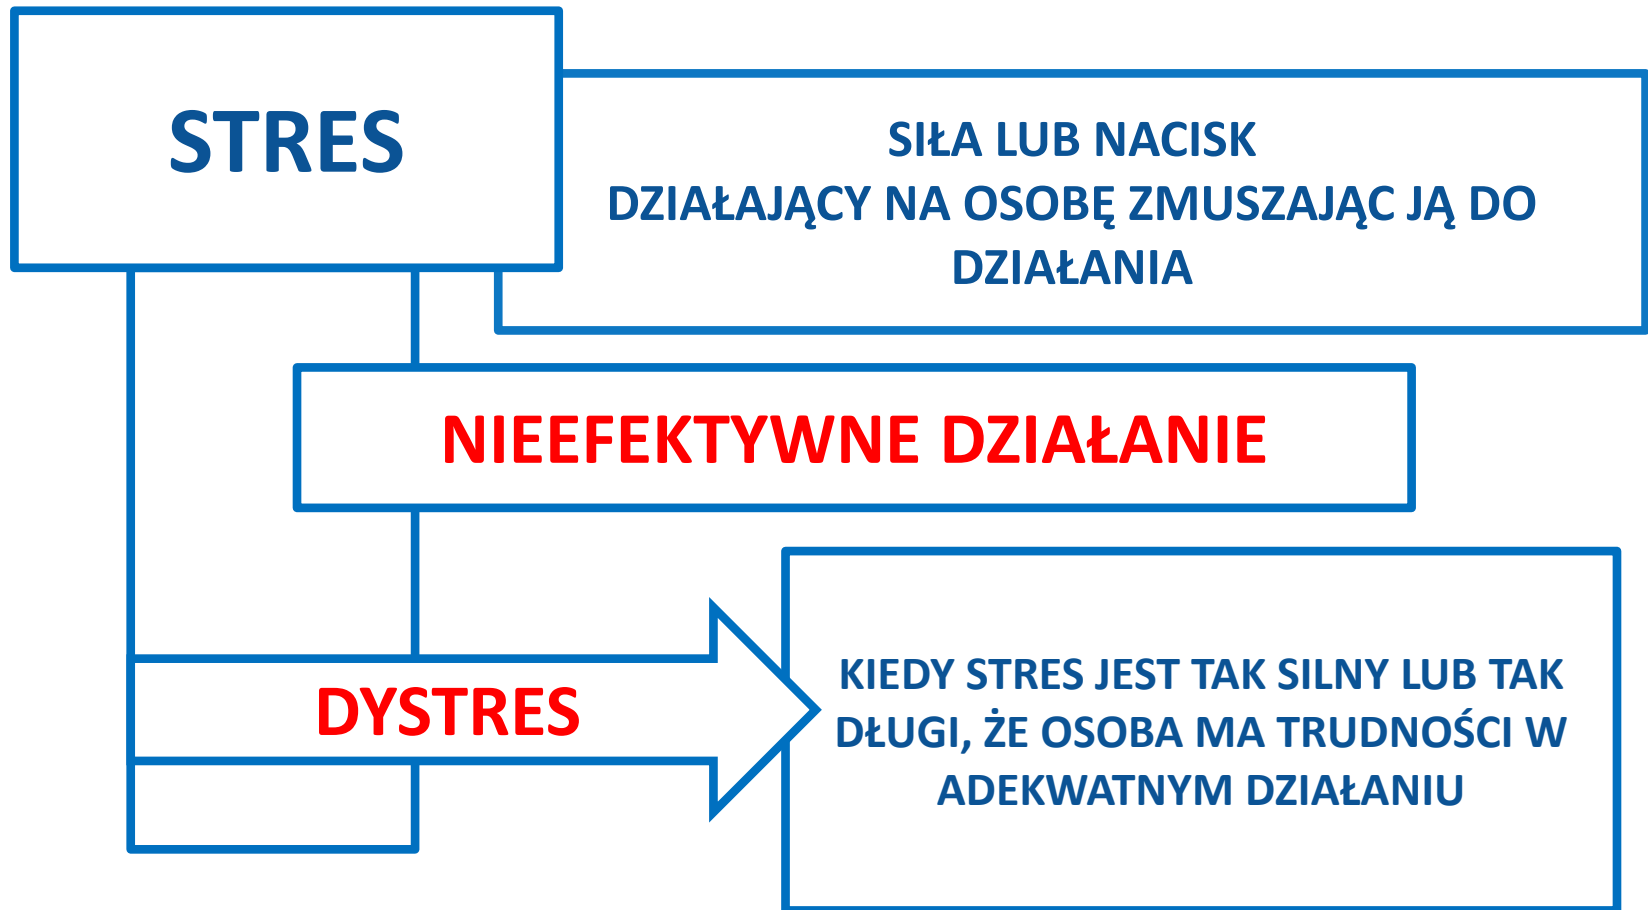 STRES
SIŁA LUB NACISK
DZIAŁAJĄCY NA OSOBĘ ZMUSZAJĄC JĄ DO
DZIAŁANIA
NIEEFEKTYWNE DZIAŁANIE
DYSTRES
KIEDY STRES JEST TAK SILNY LUB TAK
DŁUGI, ŻE OSOBA MA TRUDNOŚCI W
ADEKWATNYM DZIAŁANIU